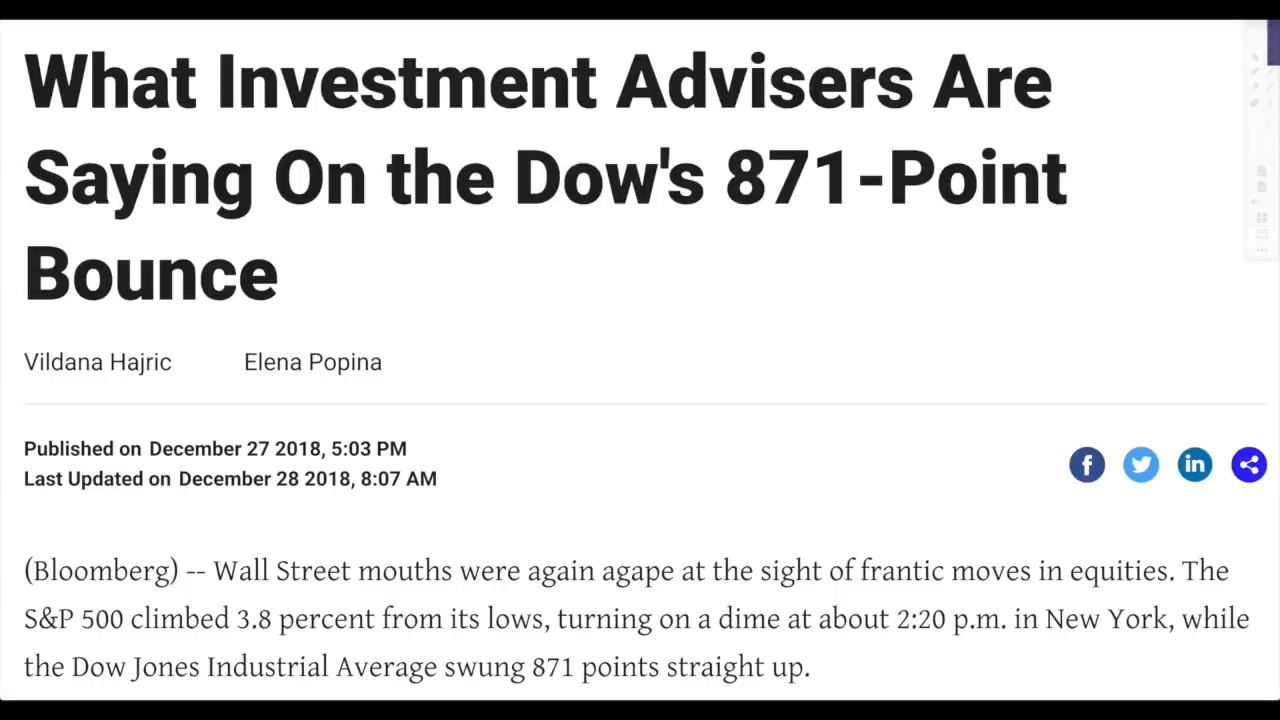 What Investment Advisers Are
Saying On the Dow's 871-Point
Bounce
Vildana Hajric Elena Popina
Published on December 27 2018, 5:03 PM
Last Updated on December 28 2018, 8:07 AM
(Bloomberg) -- Wall Street mouths were again agape at the sight of frantic moves in equities. The
S&P 500 climbed 3.8 percent from its lows, turning on a dime at about 2:20 p.m. in New York, while
the Dow Jones Industrial Average swung 871 points straight up.